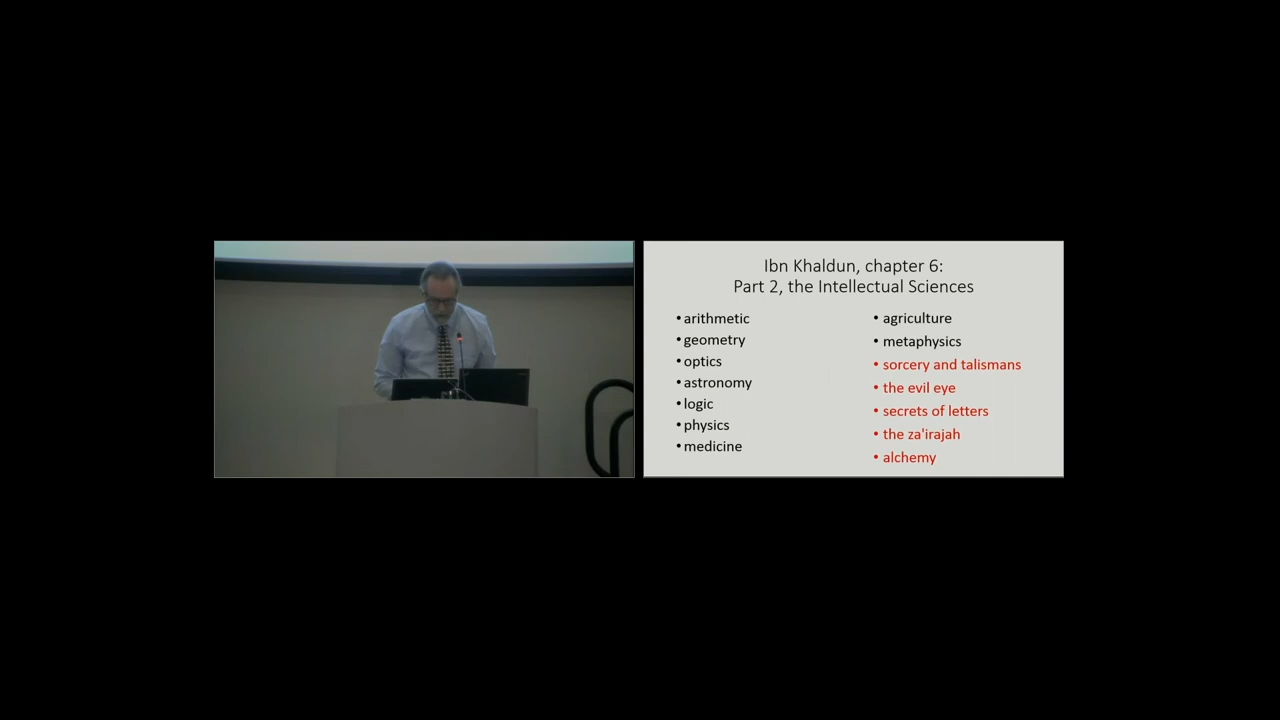 Ibn Khaldun, chapter 6:
Part 2, the Intellectual Sciences
• arithmetic
• geometry
• optics
• astronomy
• logic
• physics
• medicine
• agriculture
• metaphysics
• sorcery and talismans
• the evil eye
• secrets of letters
• the za'irajah
• alchemy